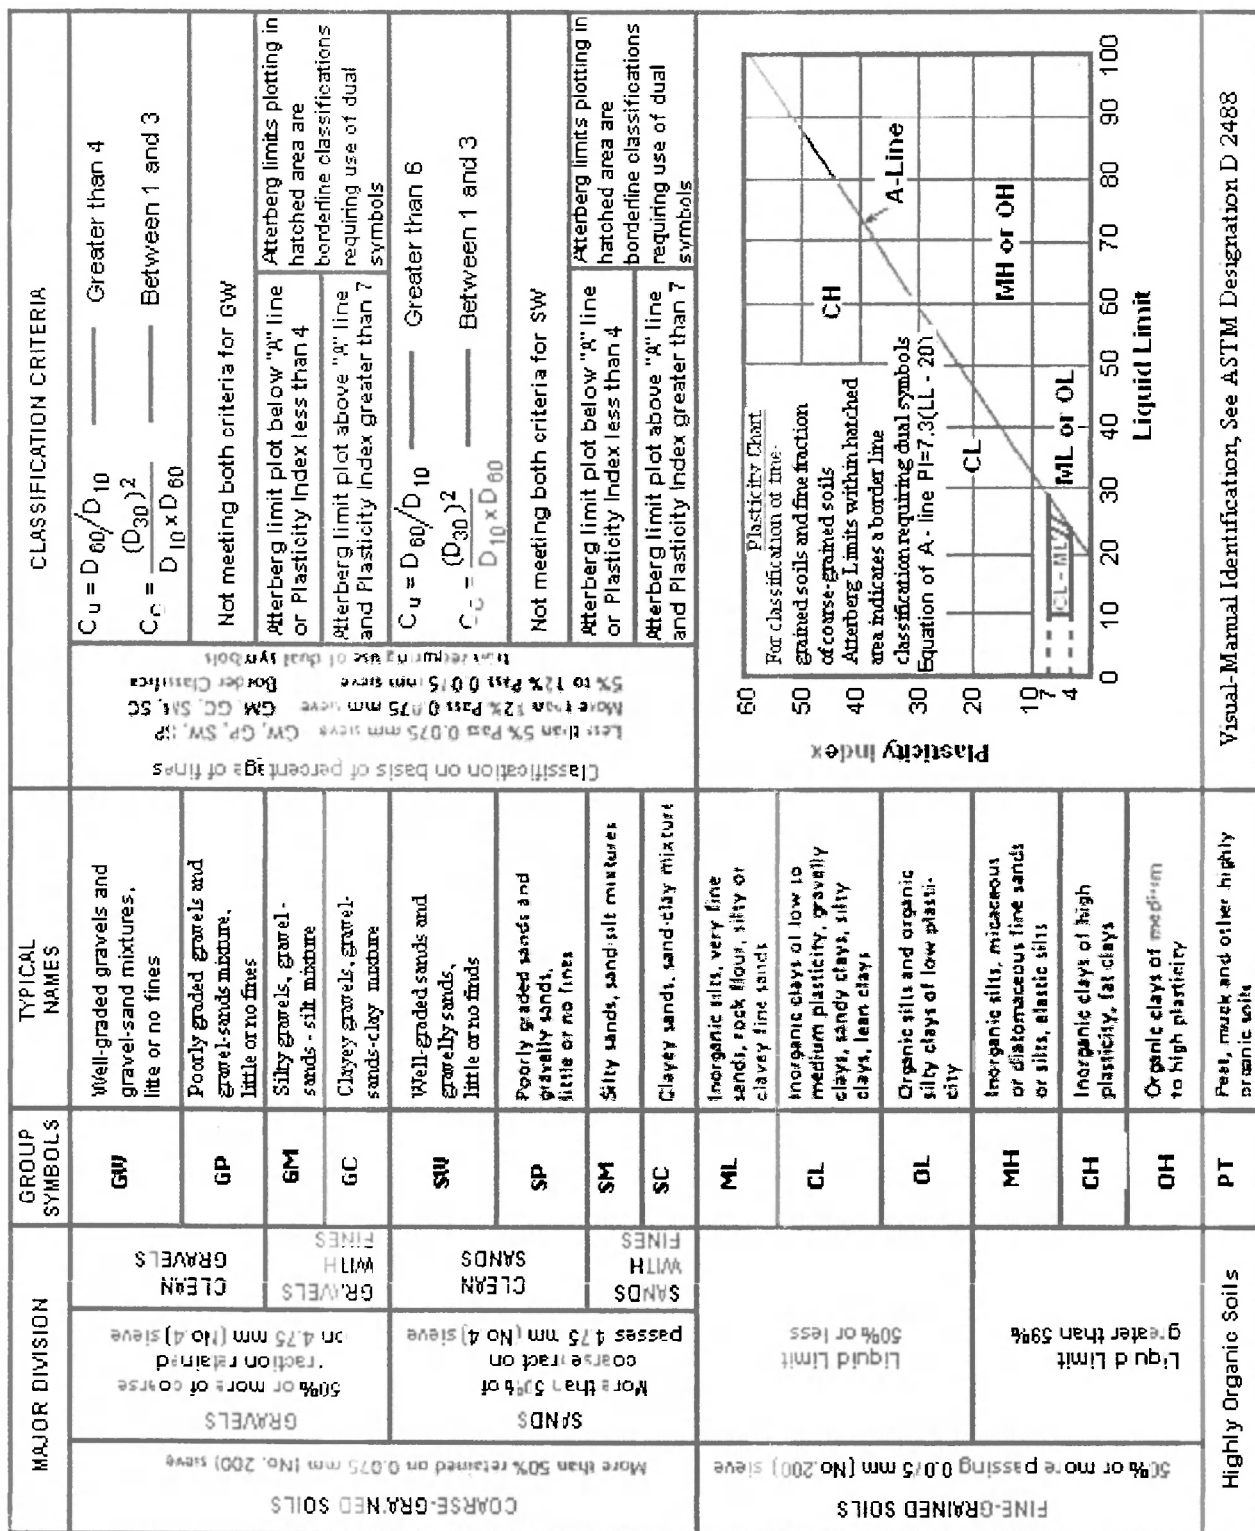 MAJOR DIVISION
GROUP
SYMBOLS
TYPICAL
NAMES
CLASSIFICATION CRITERIA
COARSE-GRAINED SOILS
More than 50% retained on 0.075 mm (No. 200) sieve
GRAVELS
50% or more of coarse
fraction retained
on 4.75 mm (No 4) sieve
CLEAN
GRAVELS
GW
Well-graded gravels and
gravel-sand mixtures,
litte or no fines
GP
Poorly graded gravels and
gravel-sands mixture,
little or no fines
GRAVELS
WITH
FINES
GM
Silty gravels, gravel-
sands - silt mixture
GC
Clayey gravels, gravel-
sands-clay mixture
SANDS
More than 50% of
coarse fraction
passes 4.75 mm (No 4) sieve
CLEAN
SANDS
SW
Well-graded sands and
gravelly sands,
little or no finds
SP
Poorly graded sands and
gravelly sands,
little or no fines
SANDS
WITH
FINES
SM
Silty sands, sand-silt mixtures
SC
Clavey sands, sand-clay mixture
Classification on basis of percentage of fines
Less than 5% Pass 0.075 mm sieve GW, GP, SW, SP
More than 12% Pass 0.075 mm sieve GM, GC, SM, SC
5% to 12% Pass 0.075 mm sieve Border Classifica
tion requiring use of dual symbols
Cu = D60/D10 Greater than 4
Cc = (D30)² / D10 x D60 Between 1 and 3
Not meeting both criteria for GW
Atterberg limit plot below "A" line
or Plasticity Index less than 4
Atterberg limit plot above "A" line
and Plasticity Index greater than 7
Atterberg limits plotting in
hatched area are
borderline classifications
requiring use of dual
symbols
Cu = D60/D10 Greater than 6
Cc = (D30)² / D10 x D60 Between 1 and 3
Not meeting both criteria for SW
Atterberg limit plot below "A" line
or Plasticity Index less than 4
Atterberg limit plot above "A" line
and Plasticity Index greater than 7
Atterberg limits plotting in
hatched area are
borderline classifications
requiring use of dual
symbols
FINE-GRAINED SOILS
50% or more passing 0.075 mm (No.200) sieve
Liquid Limit
50% or less
ML
Inorganic silts, very fine
sands, rock flour, silty or
clavey fine sands
CL
Inorganic clays of low to
medium plasticity, gravelly
clays, sandy clays, silty
clays, lean clays
OL
Organic silts and organic
silty clays of low plasti-
city
Liquid Limit
greater than 59%
MH
Inorganic silts, micaceous
or diatomaceous fine sands
or silts, elastic silts
CH
Inorganic clays of high
plasticity, fat clays
OH
Organic clays of medium
to high plasticity
Plasticity Index
60
50
40
30
20
10
7
4
0
Plasticity Chart
For classification of fine-
grained soils and fine fraction
of coarse-grained soils
Atterberg Limits within hatched
area indicates a border line
classification requiring dual symbols
Equation of A - line PI=7.3(LL - 20)
CH
A-Line
CL
MH or OH
CL - ML
ML or OL
0 10 20 30 40 50 60 70 80 90 100
Liquid Limit
Highly Organic Soils
PT
Peat, muck and other highly
organic soils
Visual-Manual Identification, See ASTM Designation D 2488